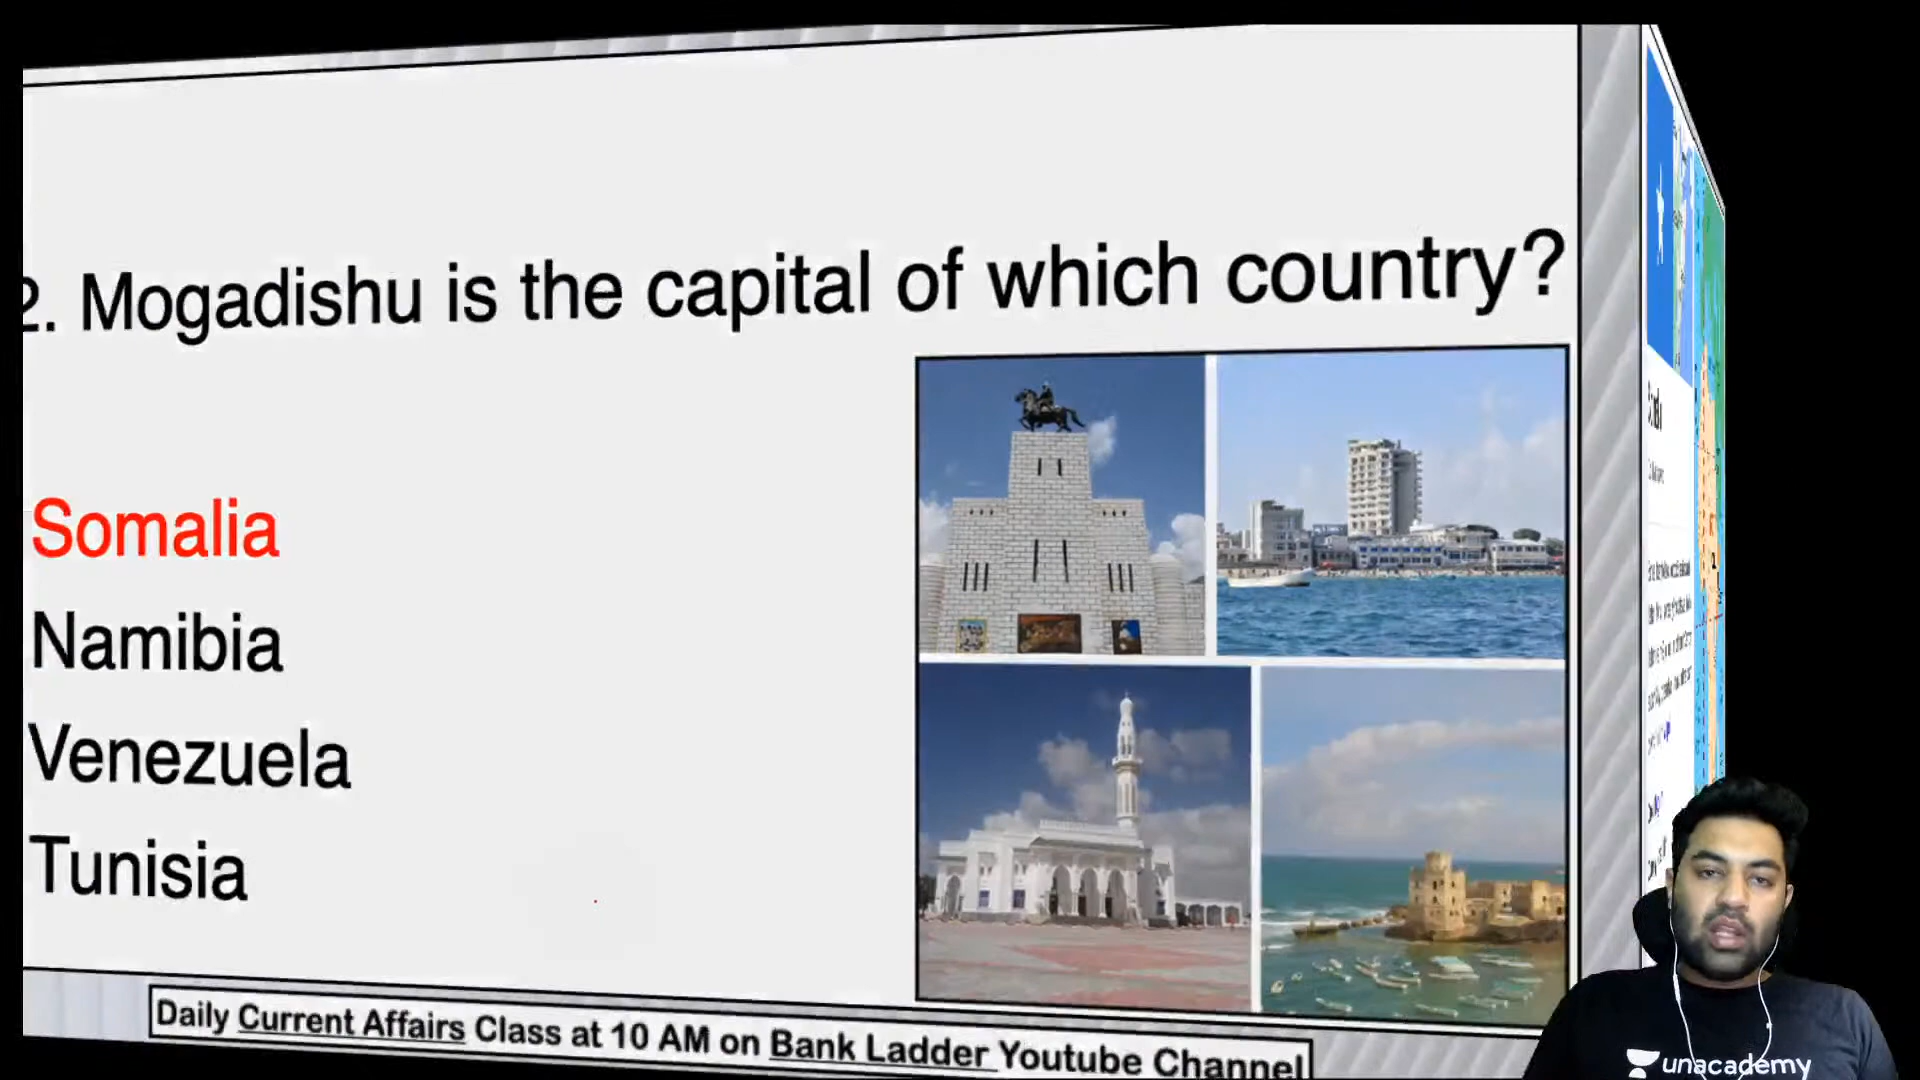 2. Mogadishu is the capital of which country?
Somalia
Namibia
Venezuela
Tunisia
Daily Current Affairs Class at 10 AM on Bank Ladder Youtube Channel
unacademy